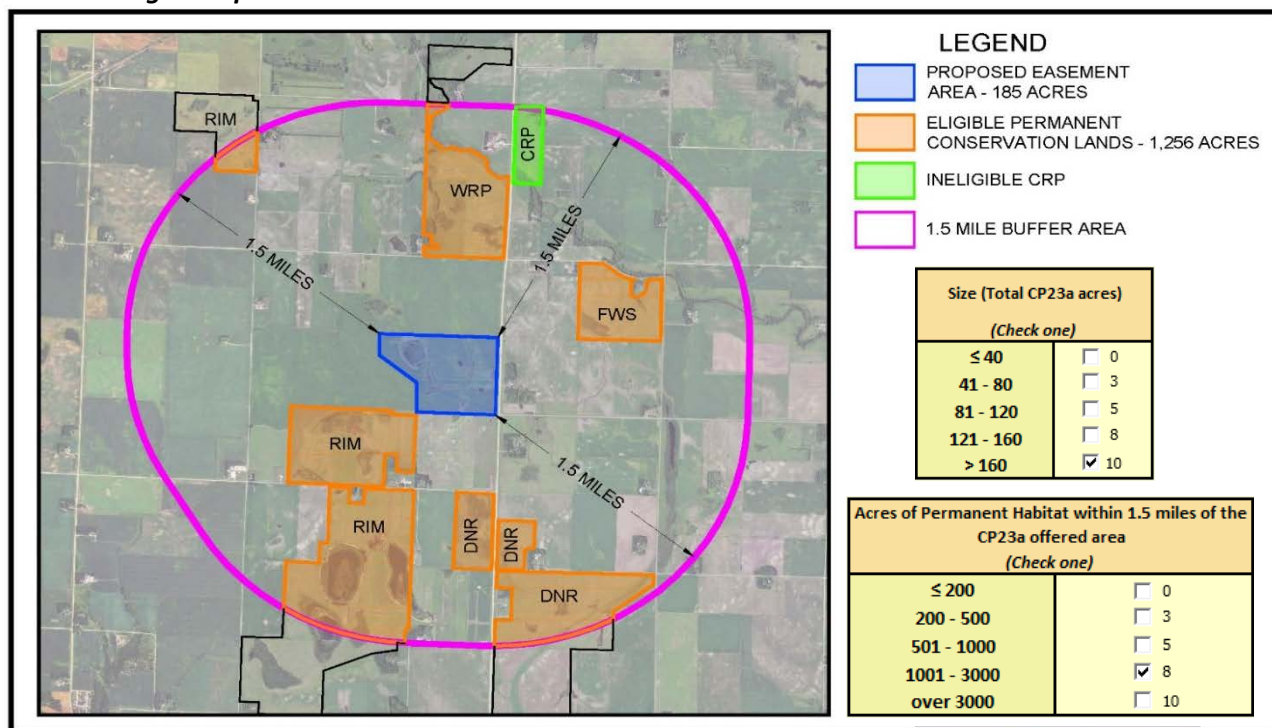 RIM
WRP
CRP
1.5 MILES
1.5 MILES
FWS
RIM
1.5 MILES
RIM
DNR
DNR
DNR
LEGEND
PROPOSED EASEMENT
AREA - 185 ACRES
ELIGIBLE PERMANENT
CONSERVATION LANDS - 1,256 ACRES
INELIGIBLE CRP
1.5 MILE BUFFER AREA
Size (Total CP23a acres)
(Check one)
≤ 40 0
41 - 80 3
81 - 120 5
121 - 160 8
> 160 10
Acres of Permanent Habitat within 1.5 miles of the
CP23a offered area
(Check one)
≤ 200 0
200 - 500 3
501 - 1000 5
1001 - 3000 8
over 3000 10